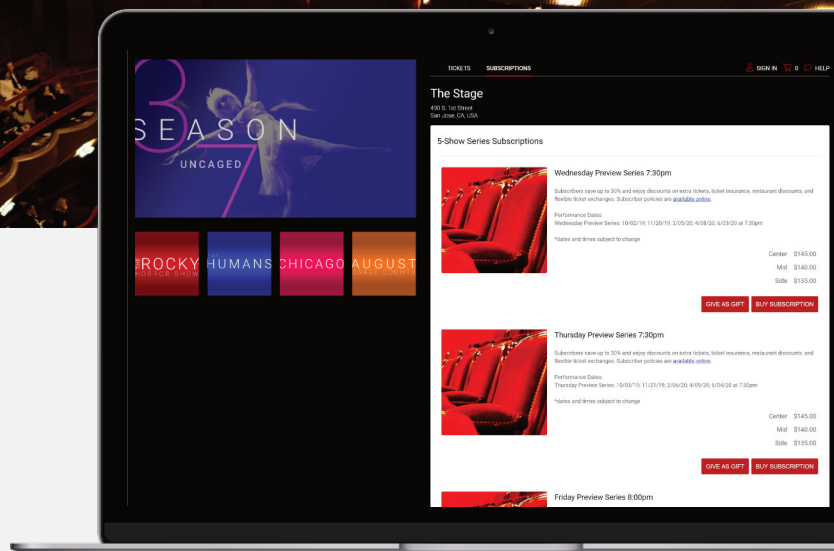 37
SEASON
UNCAGED
THE ROCKY
HORROR SHOW
THE
HUMANS
CHICAGO
AUGUST
OSAGE COUNTY
TICKETS SUBSCRIPTIONS
SIGN IN 0 HELP
The Stage
490 S. 1st Street
San Jose, CA, USA
5-Show Series Subscriptions
Wednesday Preview Series 7:30pm
Subscribers save up to 30% and enjoy discounts on extra tickets, ticket insurance, restaurant discounts, and
flexible ticket exchanges. Subscriber policies are available online.
Performance Dates:
Wednesday Preview Series: 10/02/19; 11/20/19; 2/05/20; 4/08/20; 6/03/20 at 7:30pm
*dates and times subject to change
Center $145.00
Mid $140.00
Side $135.00
GIVE AS GIFT BUY SUBSCRIPTION
Thursday Preview Series 7:30pm
Subscribers save up to 30% and enjoy discounts on extra tickets, ticket insurance, restaurant discounts, and
flexible ticket exchanges. Subscriber policies are available online.
Performance Dates:
Thursday Preview Series: 10/03/19; 11/21/19; 2/06/20; 4/09/20; 6/04/20 at 7:30pm
*dates and times subject to change
Center $145.00
Mid $140.00
Side $135.00
GIVE AS GIFT BUY SUBSCRIPTION
Friday Preview Series 8:00pm